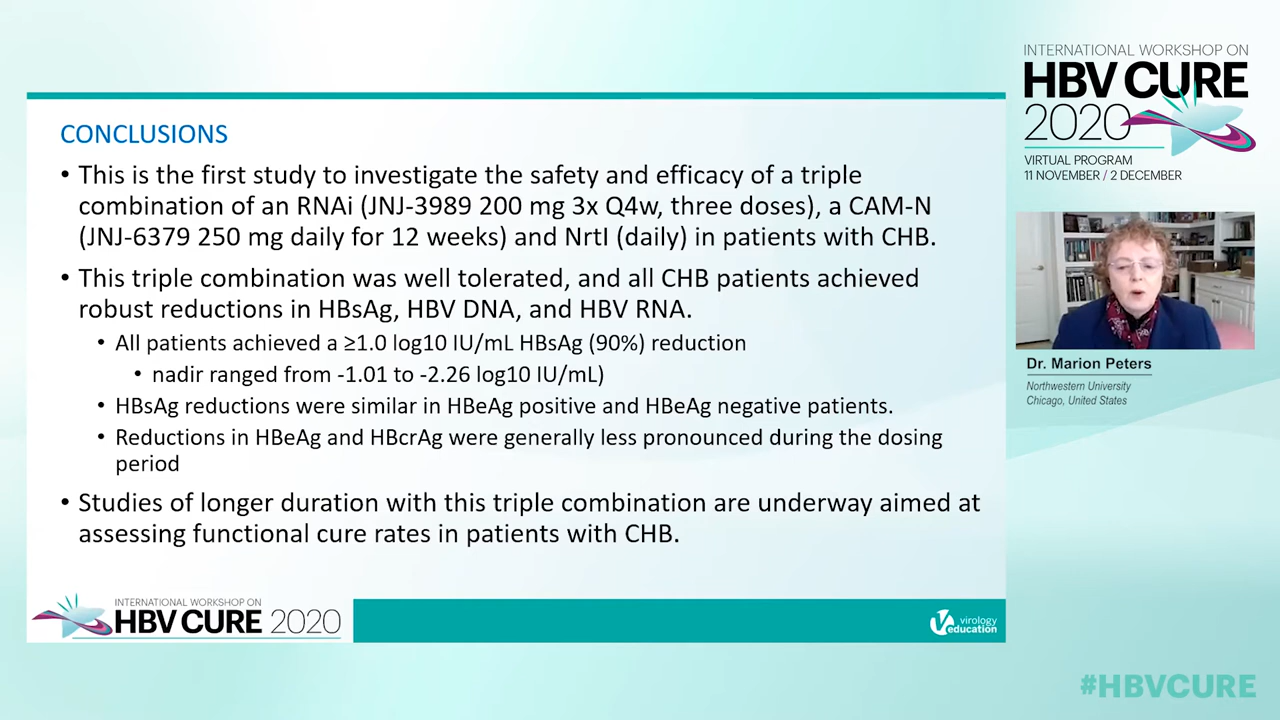 CONCLUSIONS
• This is the first study to investigate the safety and efficacy of a triple
combination of an RNAi (JNJ-3989 200 mg 3x Q4w, three doses), a CAM-N
(JNJ-6379 250 mg daily for 12 weeks) and NrtI (daily) in patients with CHB.
• This triple combination was well tolerated, and all CHB patients achieved
robust reductions in HBsAg, HBV DNA, and HBV RNA.
• All patients achieved a ≥1.0 log10 IU/mL HBsAg (90%) reduction
• nadir ranged from -1.01 to -2.26 log10 IU/mL)
• HBsAg reductions were similar in HBeAg positive and HBeAg negative patients.
• Reductions in HBeAg and HBcrAg were generally less pronounced during the dosing
period
• Studies of longer duration with this triple combination are underway aimed at
assessing functional cure rates in patients with CHB.
INTERNATIONAL WORKSHOP ON
HBV CURE 2020
virology
education
INTERNATIONAL WORKSHOP ON
HBV CURE
2020
VIRTUAL PROGRAM
11 NOVEMBER / 2 DECEMBER
Dr. Marion Peters
Northwestern University
Chicago, United States
#HBVCURE